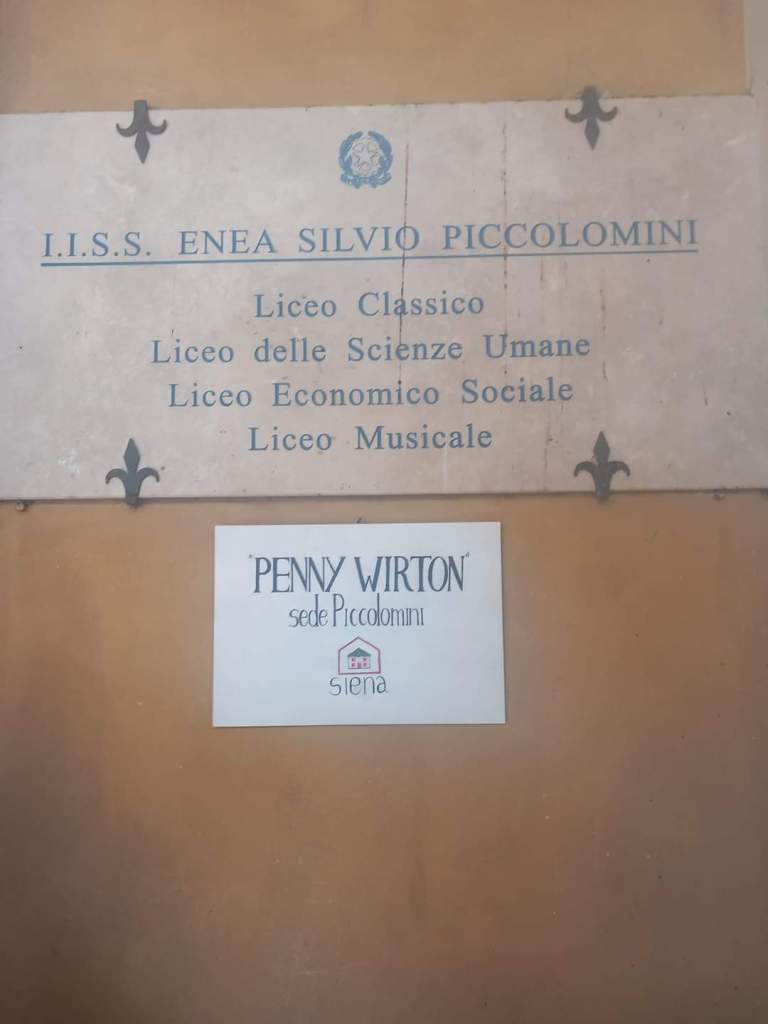 I.I.S.S. ENEA SILVIO PICCOLOMINI
Liceo Classico
Liceo delle Scienze Umane
Liceo Economico Sociale
Liceo Musicale
"PENNY WIRTON"
sede Piccolomini
siena